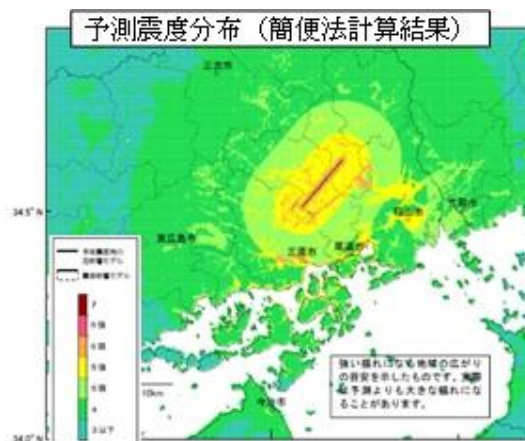 予測震度分布（簡便法計算結果）
三次市
34.5°N
福山市
東広島市
三原市
尾道市
7
6強
6弱
5強
5弱
4
3以下
10km
今治市
強い揺れになる地域の広がり
の目安を示したものです。実際
は予測よりも大きな揺れにな
ることがあります。
34.0°N